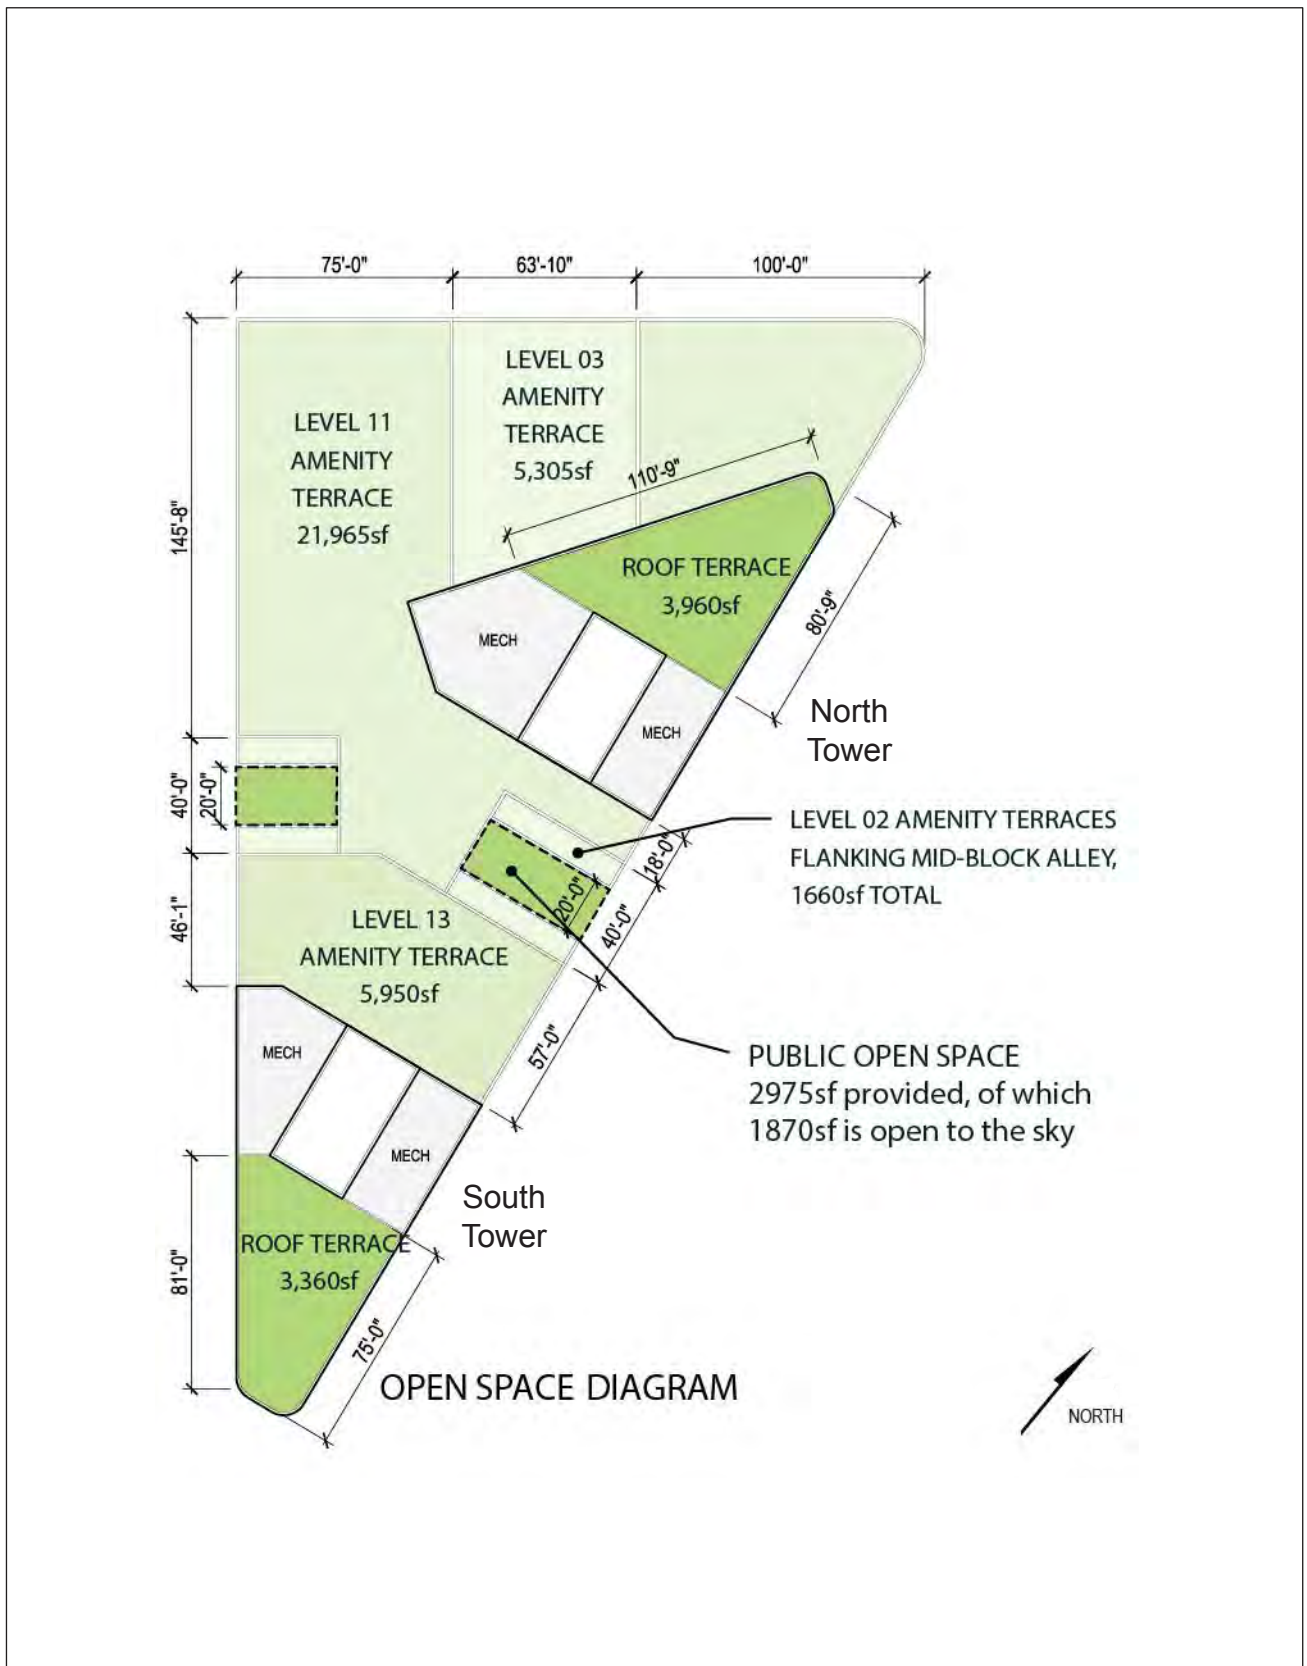 75'-0"
63'-10"
100'-0"
LEVEL 03
AMENITY
TERRACE
5,305sf
LEVEL 11
AMENITY
TERRACE
21,965sf
110'-9"
145'-8"
ROOF TERRACE
3,960sf
80'-9"
MECH
MECH
North
Tower
40'-0"
20'-0"
LEVEL 02 AMENITY TERRACES
FLANKING MID-BLOCK ALLEY,
1660sf TOTAL
18'-0"
20'-0"
40'-0"
46'-1"
LEVEL 13
AMENITY TERRACE
5,950sf
57'-0"
PUBLIC OPEN SPACE
2975sf provided, of which
1870sf is open to the sky
MECH
MECH
South
Tower
81'-0"
ROOF TERRACE
3,360sf
75'-0"
OPEN SPACE DIAGRAM
NORTH